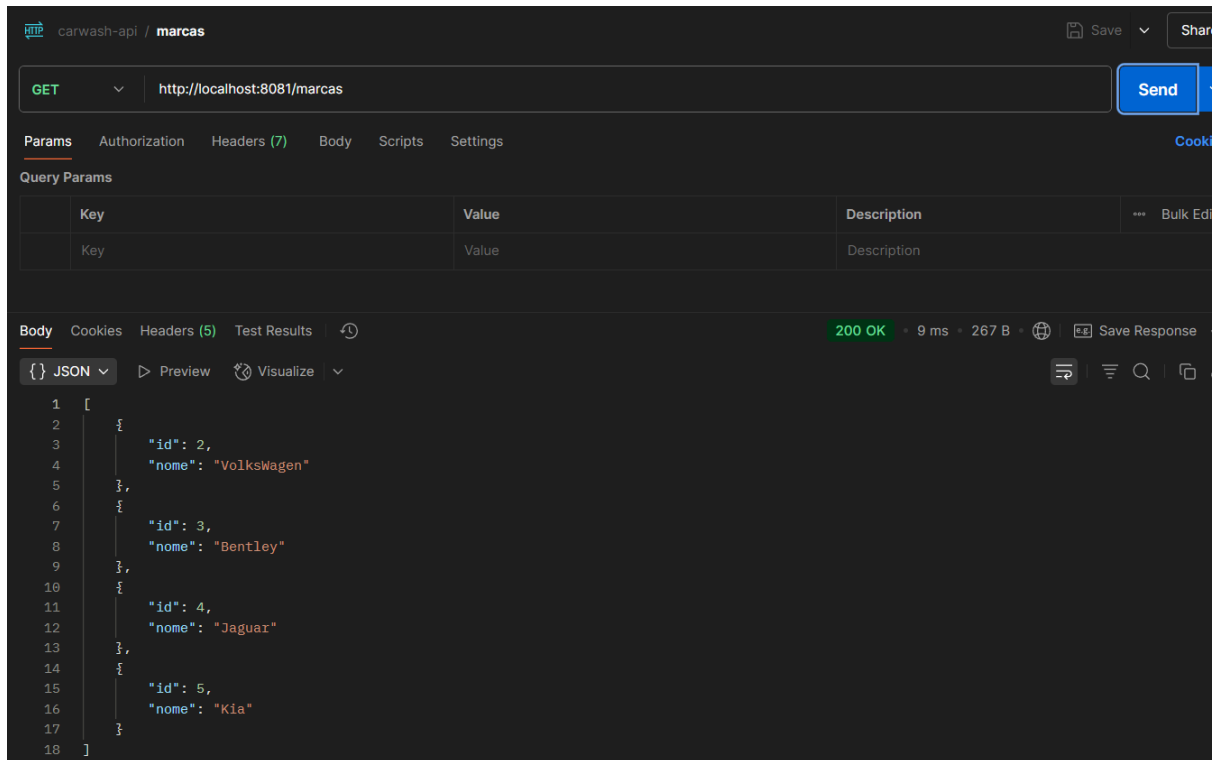 HTTP carwash-api / marcas Save Share
GET http://localhost:8081/marcas Send
Params Authorization Headers (7) Body Scripts Settings Cooki
Query Params
Key Value Description Bulk Edi
Key Value Description
Body Cookies Headers (5) Test Results 200 OK • 9 ms • 267 B • e.g. Save Response
{} JSON Preview Visualize
1 [
2 {
3 "id": 2,
4 "nome": "VolksWagen"
5 },
6 {
7 "id": 3,
8 "nome": "Bentley"
9 },
10 {
11 "id": 4,
12 "nome": "Jaguar"
13 },
14 {
15 "id": 5,
16 "nome": "Kia"
17 }
18 ]